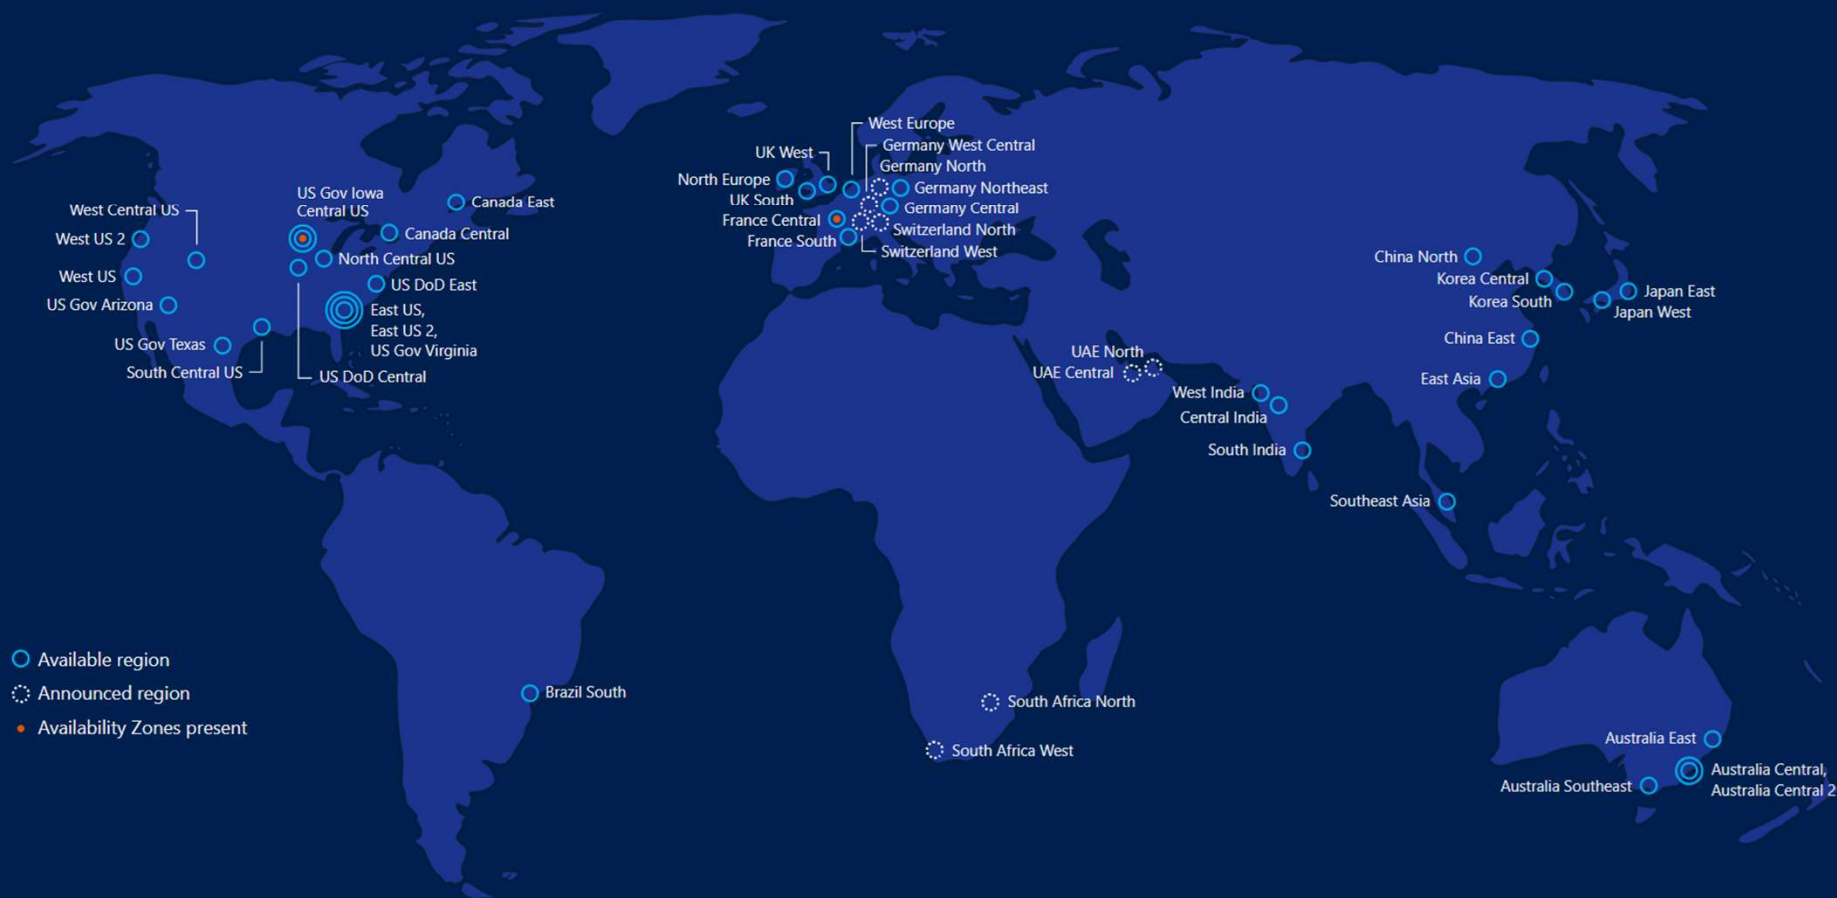 West Europe
Germany West Central
UK West
Germany North
North Europe
Germany Northeast
UK South
Germany Central
France Central
Switzerland North
France South
Switzerland West
US Gov Iowa
Central US
Canada East
West Central US
West US 2
Canada Central
North Central US
West US
US DoD East
US Gov Arizona
East US,
East US 2,
US Gov Virginia
US Gov Texas
South Central US
US DoD Central
China North
Korea Central
Korea South
Japan East
Japan West
China East
UAE North
UAE Central
East Asia
West India
Central India
South India
Southeast Asia
Available region
Announced region
Availability Zones present
Brazil South
South Africa North
South Africa West
Australia East
Australia Central,
Australia Central 2
Australia Southeast